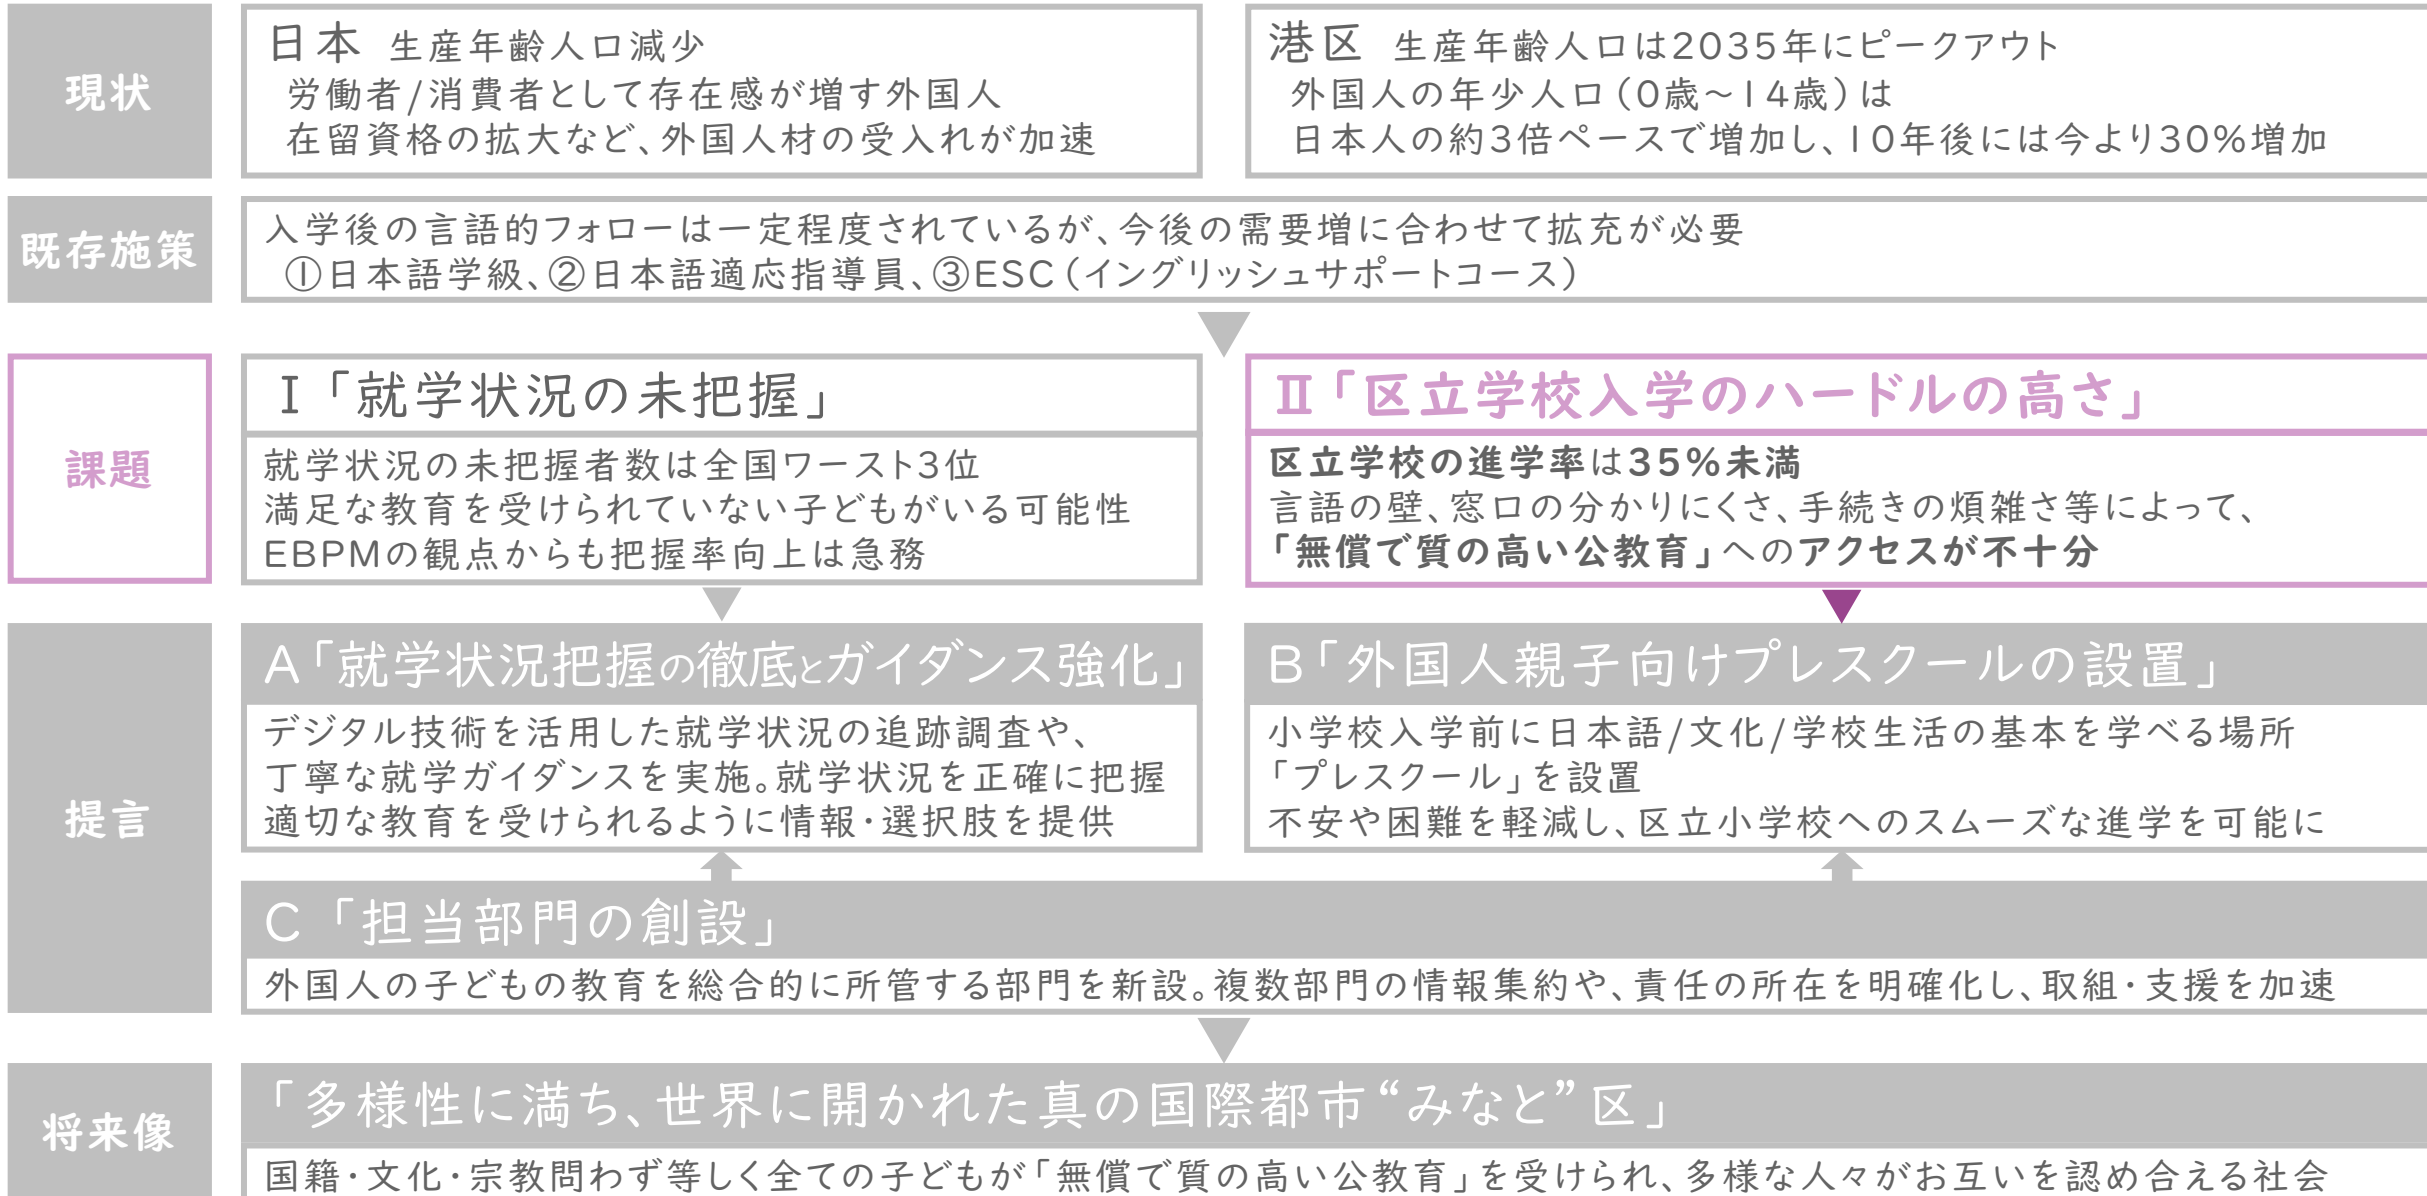 現状
日本 生産年齢人口減少
労働者/消費者として存在感が増す外国人
在留資格の拡大など、外国人材の受入れが加速
港区 生産年齢人口は2035年にピークアウト
外国人の年少人口（0歳～14歳）は
日本人の約3倍ペースで増加し、10年後には今より30%増加
既存施策
入学後の言語的フォローは一定程度されているが、今後の需要増に合わせて拡充が必要
①日本語学級、②日本語適応指導員、③ESC（イングリッシュサポートコース）
課題
Ⅰ「就学状況の未把握」
就学状況の未把握者数は全国ワースト3位
満足な教育を受けられていない子どもがいる可能性
EBPMの観点からも把握率向上は急務
Ⅱ「区立学校入学のハードルの高さ」
区立学校の進学率は35%未満
言語の壁、窓口の分かりにくさ、手続きの煩雑さ等によって、
「無償で質の高い公教育」へのアクセスが不十分
提言
A「就学状況把握の徹底とガイダンス強化」
デジタル技術を活用した就学状況の追跡調査や、
丁寧な就学ガイダンスを実施。就学状況を正確に把握
適切な教育を受けられるように情報・選択肢を提供
B「外国人親子向けプレスクールの設置」
小学校入学前に日本語/文化/学校生活の基本を学べる場所
「プレスクール」を設置
不安や困難を軽減し、区立小学校へのスムーズな進学を可能に
C「担当部門の創設」
外国人の子どもの教育を総合的に所管する部門を新設。複数部門の情報集約や、責任の所在を明確化し、取組・支援を加速
将来像
「多様性に満ち、世界に開かれた真の国際都市“みなと”区」
国籍・文化・宗教問わず等しく全ての子どもが「無償で質の高い公教育」を受けられ、多様な人々がお互いを認め合える社会